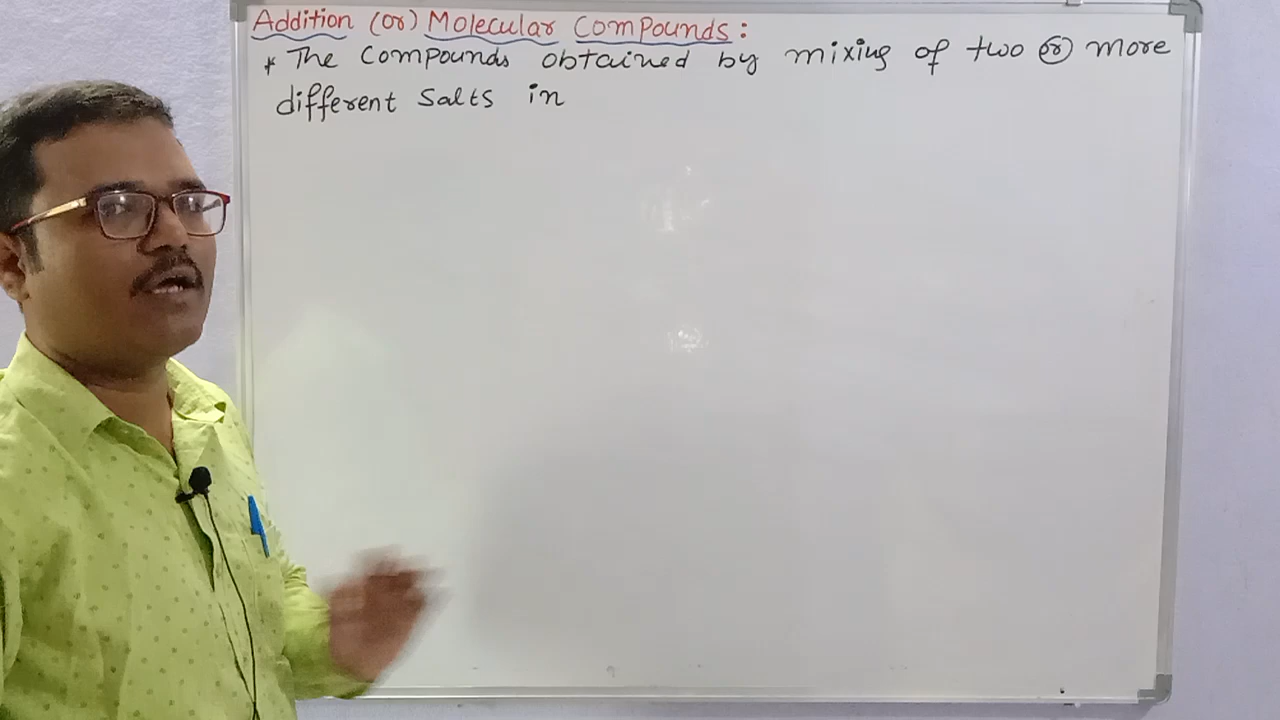 Addition (or) Molecular Compounds:
* The Compounds obtained by mixing of two (or) more
different Salts in